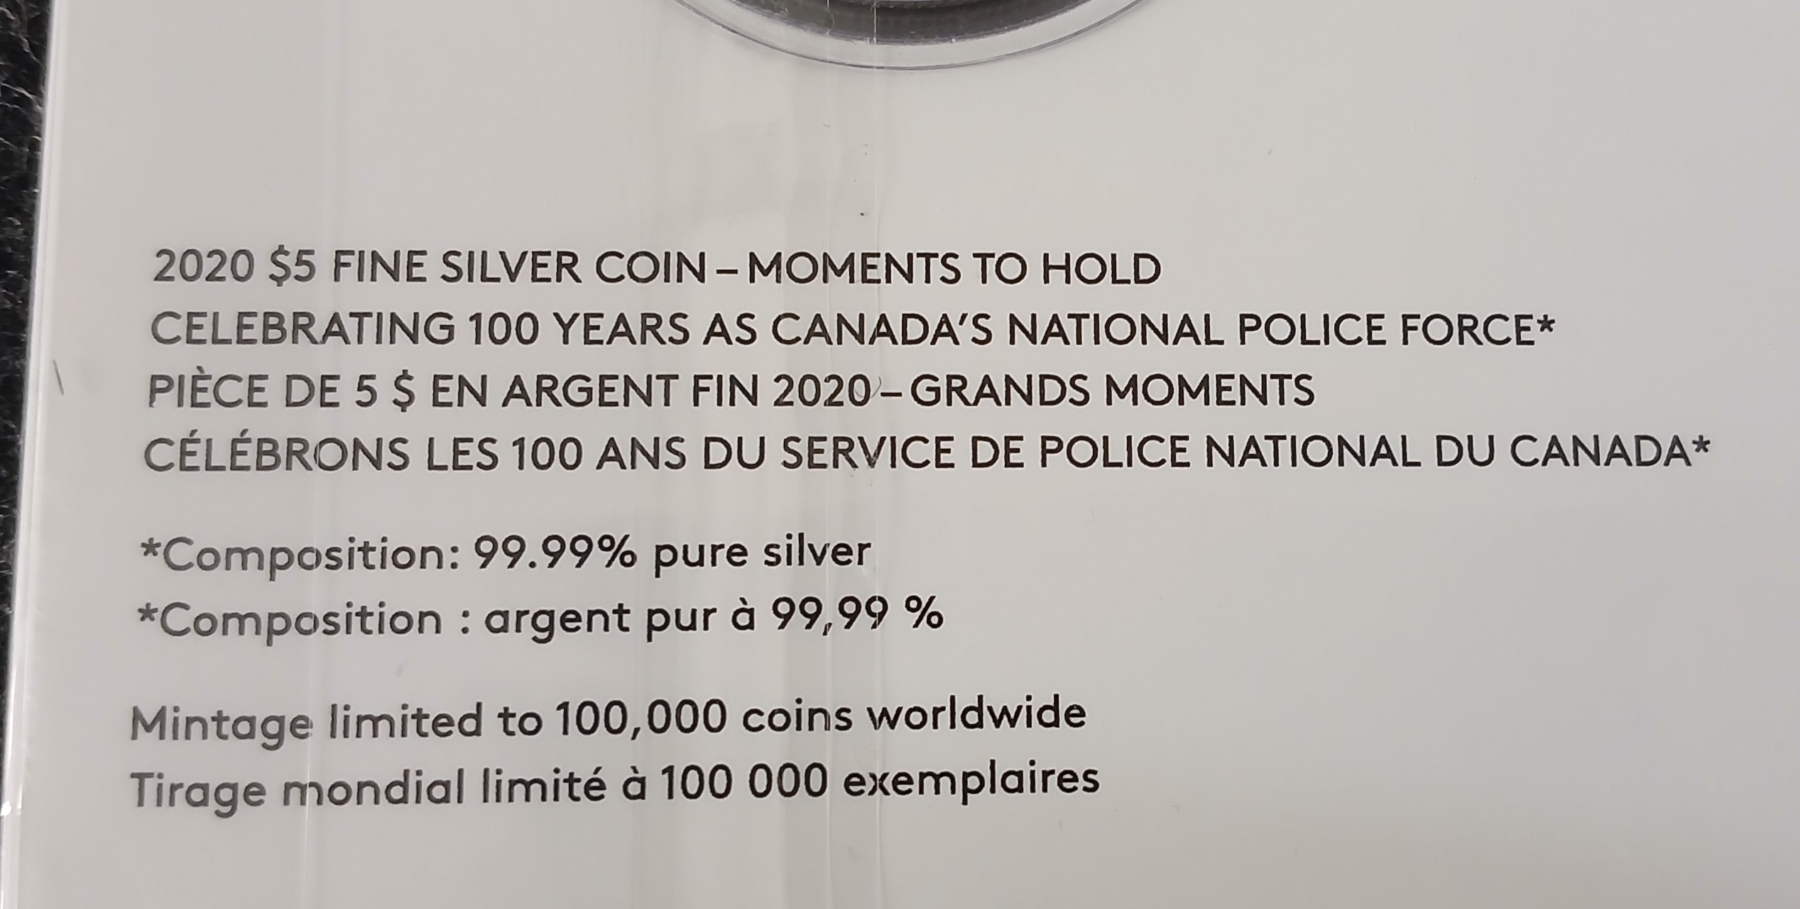 2020 $5 FINE SILVER COIN – MOMENTS TO HOLD
CELEBRATING 100 YEARS AS CANADA’S NATIONAL POLICE FORCE*
PIÈCE DE 5 $ EN ARGENT FIN 2020 – GRANDS MOMENTS
CÉLÉBRONS LES 100 ANS DU SERVICE DE POLICE NATIONAL DU CANADA*
*Composition: 99.99% pure silver
*Composition : argent pur à 99,99 %
Mintage limited to 100,000 coins worldwide
Tirage mondial limité à 100 000 exemplaires